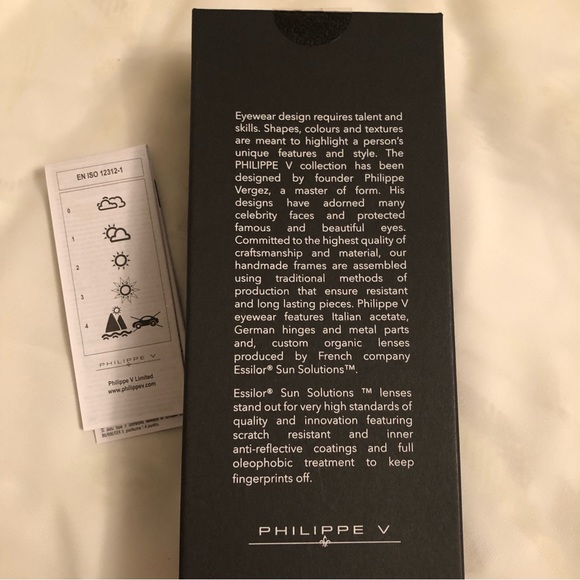 EN ISO 12312-1
0
1
2
3
4
PHILIPPE V
Philippe V Limited
www.philippev.com
Eyewear design requires talent and
skills. Shapes, colours and textures
are meant to highlight a person's
unique features and style. The
PHILIPPE V collection has been
designed by founder Philippe
Vergez, a master of form. His
designs have adorned many
celebrity faces and protected
famous and beautiful eyes.
Committed to the highest quality of
craftsmanship and material, our
handmade frames are assembled
using traditional methods of
production that ensure resistant
and long lasting pieces. Philippe V
eyewear features Italian acetate,
German hinges and metal parts
and, custom organic lenses
produced by French company
Essilor® Sun Solutions™.
Essilor® Sun Solutions ™ lenses
stand out for very high standards of
quality and innovation featuring
scratch resistant and inner
anti-reflective coatings and full
oleophobic treatment to keep
fingerprints off.
PHILIPPE V